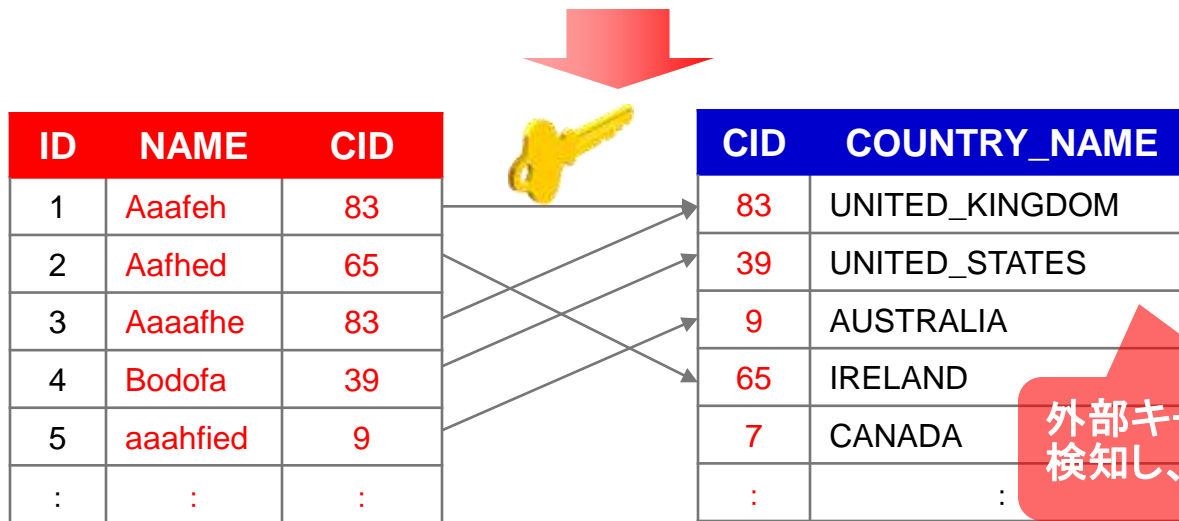 ID NAME CID
1 Aaafeh 83
2 Aafhed 65
3 Aaaafhe 83
4 Bodofa 39
5 aaahfied 9
: : :
CID COUNTRY_NAME
83 UNITED_KINGDOM
39 UNITED_STATES
9 AUSTRALIA
65 IRELAND
7 CANADA
: :
外部キー
検知し、